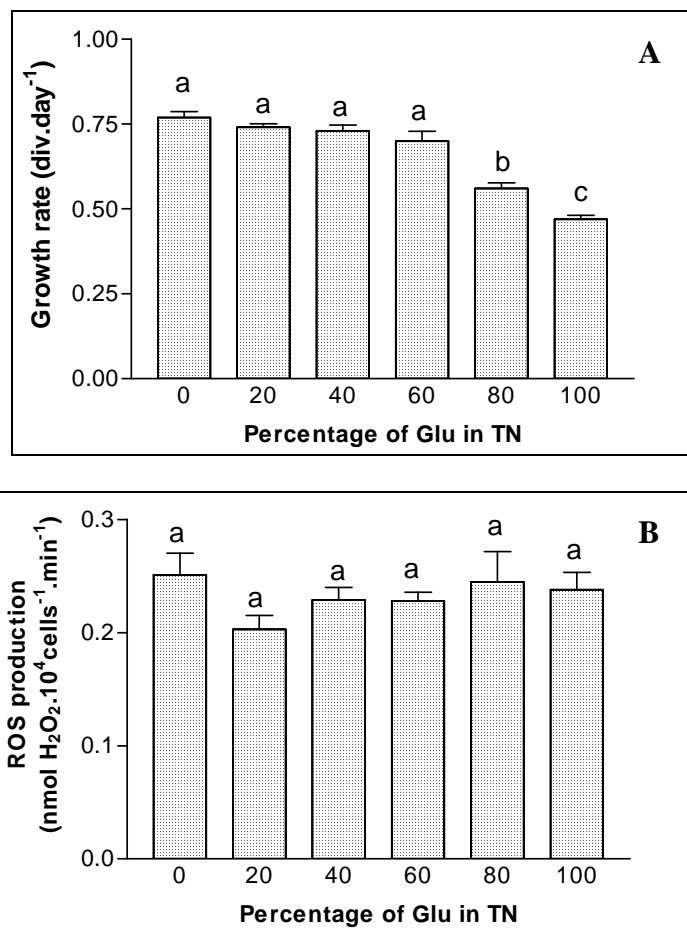 A
1.00
0.75
0.50
0.25
0.00
Growth rate (div.day⁻¹)
a a a a b c
0 20 40 60 80 100
Percentage of Glu in TN
B
0.3
0.2
0.1
0.0
ROS production
(nmol H₂O₂.10⁴cells⁻¹.min⁻¹)
a a a a a a
0 20 40 60 80 100
Percentage of Glu in TN